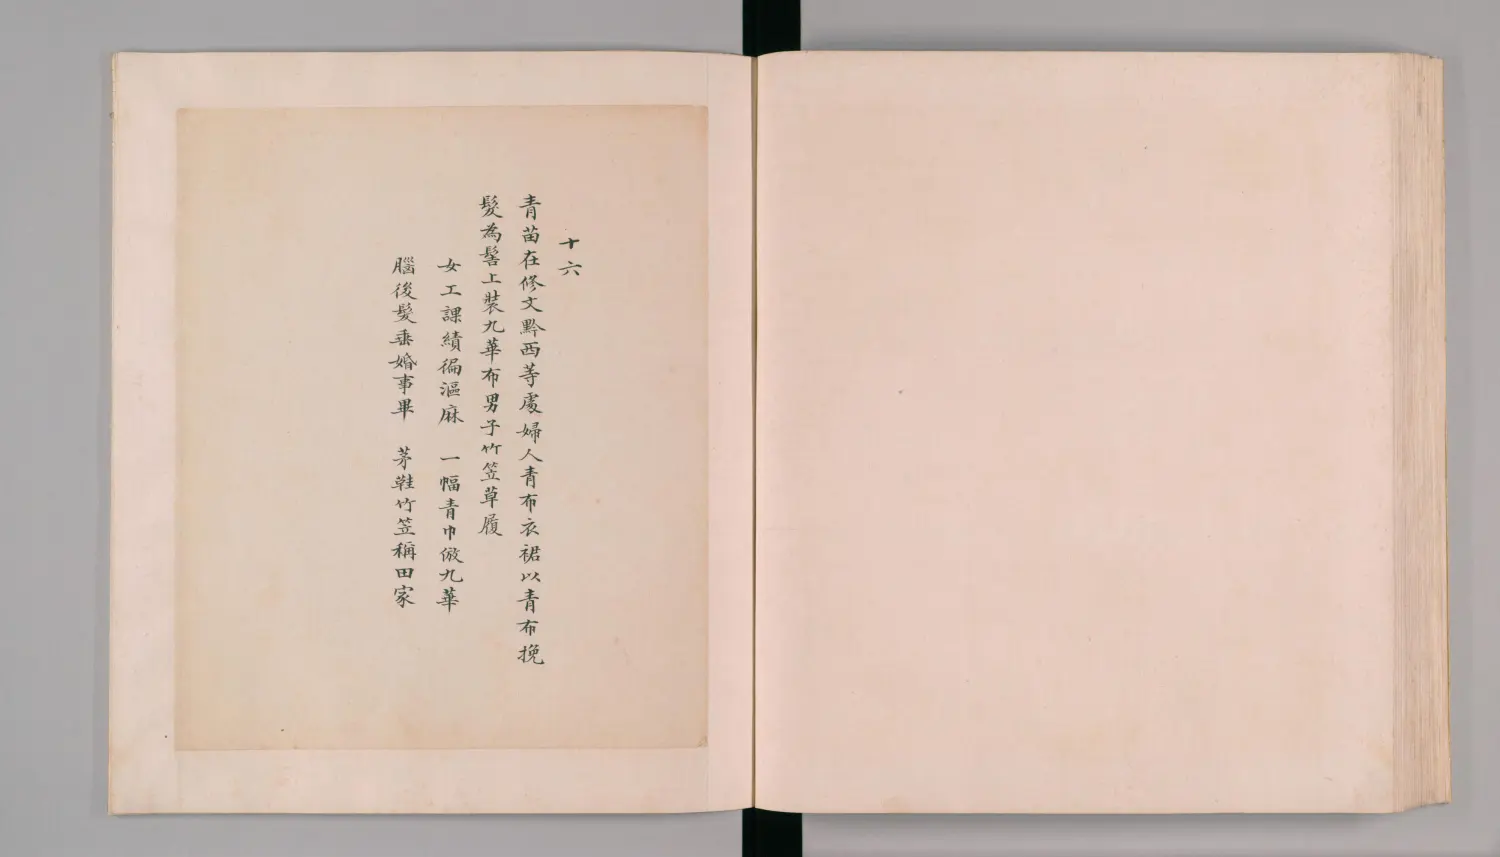 十六
青苗在修文黔西等處婦人青布衣裙以青布挽
髮為髻上裝九華布男子竹笠草履
女工課績徧漚麻　一幅青巾倣九華
腦後髮垂婚事畢　茅鞋竹笠稱田家